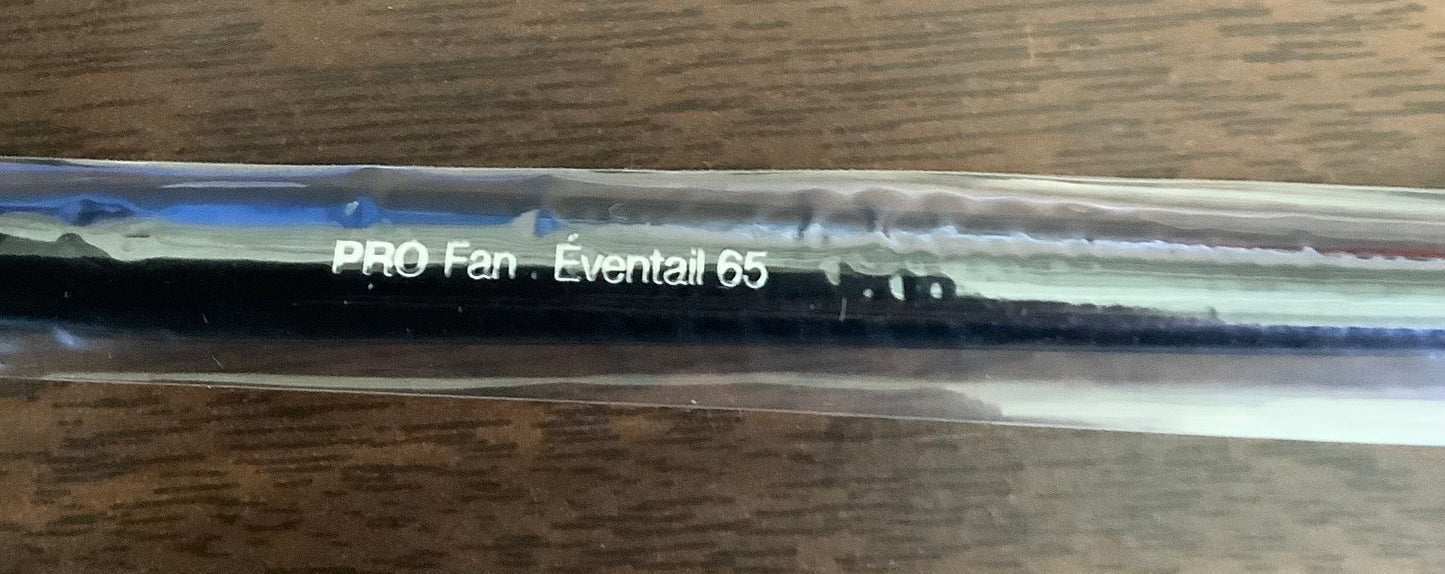 PRO Fan . Éventail 65